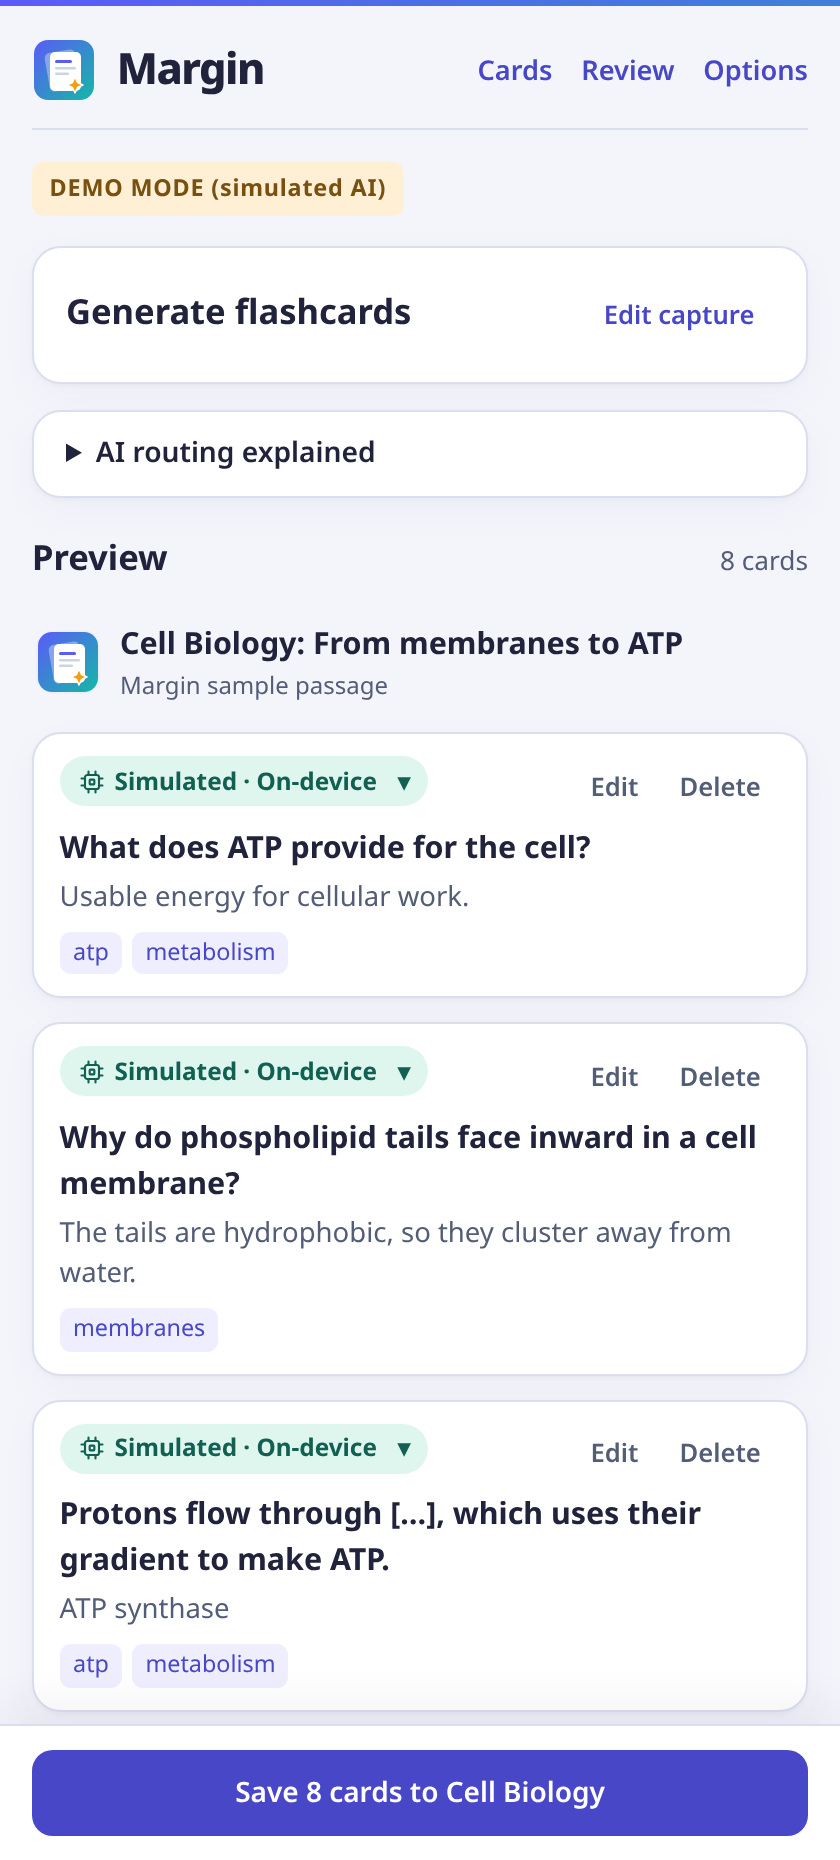 Margin
Cards Review Options
DEMO MODE (simulated AI)
Generate flashcards
Edit capture
▶ AI routing explained
Preview
8 cards
Cell Biology: From membranes to ATP
Margin sample passage
Simulated · On-device ▼
Edit Delete
What does ATP provide for the cell?
Usable energy for cellular work.
atp metabolism
Simulated · On-device ▼
Edit Delete
Why do phospholipid tails face inward in a cell
membrane?
The tails are hydrophobic, so they cluster away from
water.
membranes
Simulated · On-device ▼
Edit Delete
Protons flow through [...], which uses their
gradient to make ATP.
ATP synthase
atp metabolism
Save 8 cards to Cell Biology